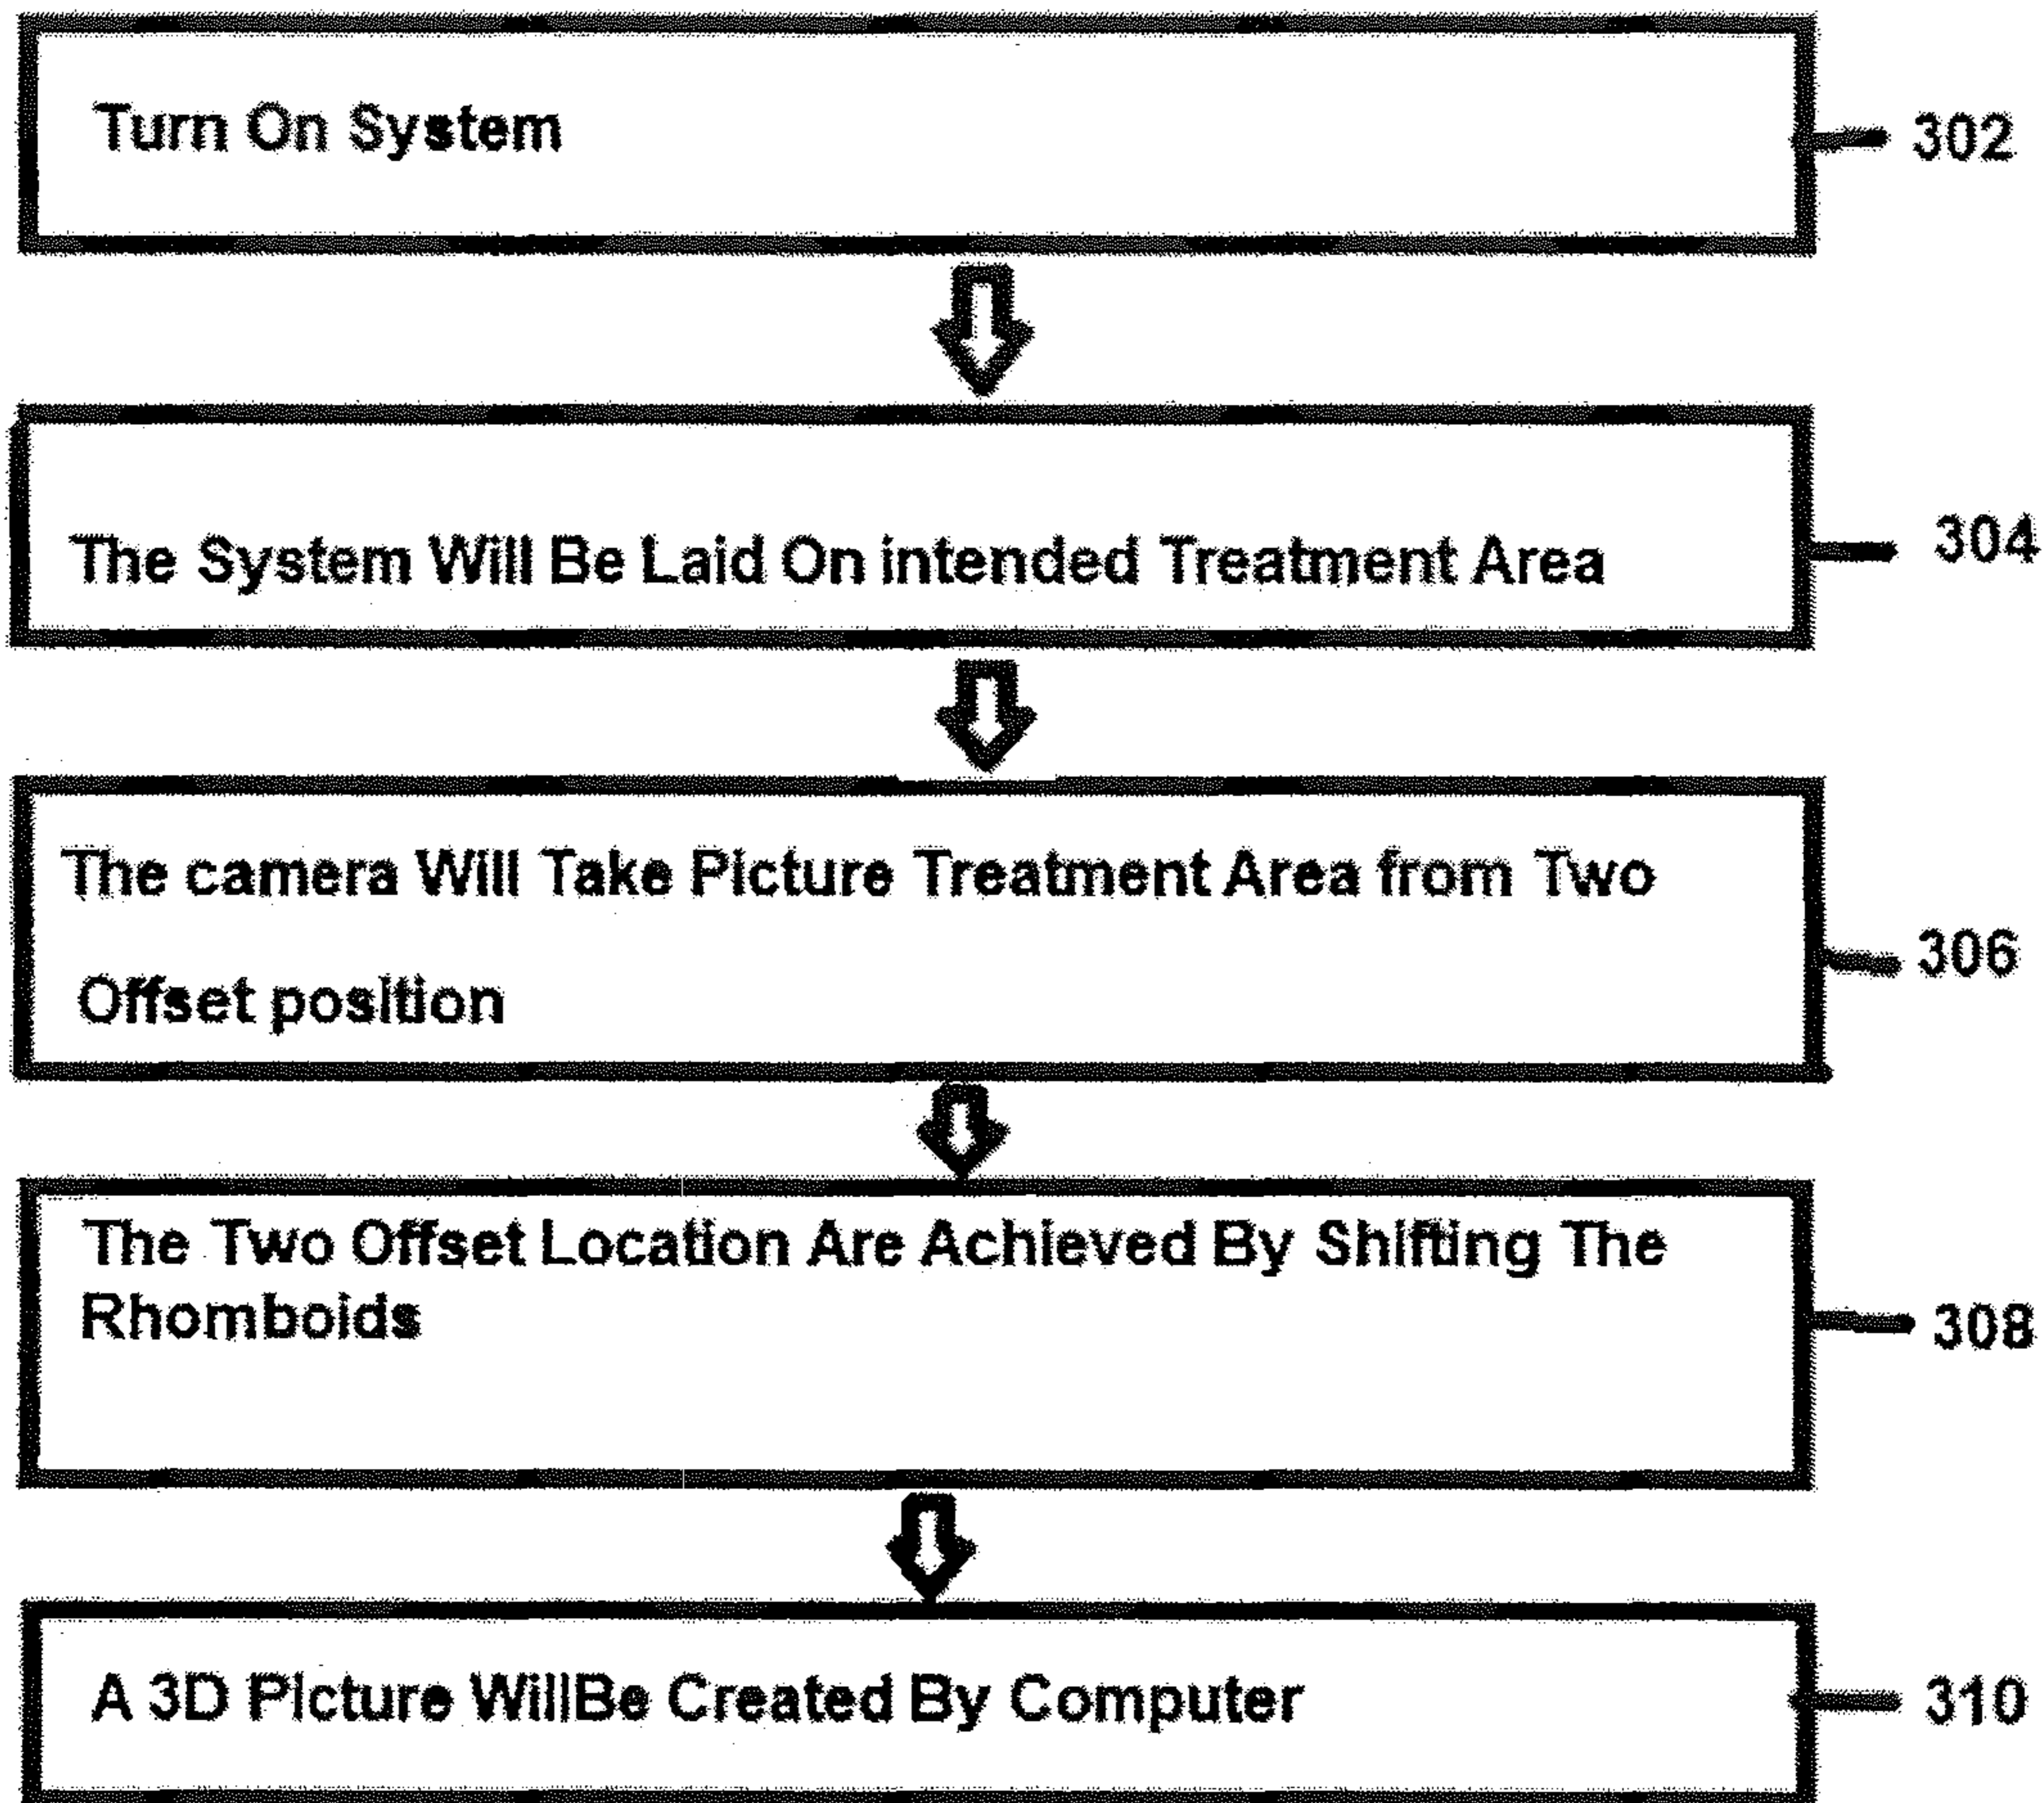 Turn On System
302
The System Will Be Laid On intended Treatment Area
304
The camera Will Take Picture Treatment Area from Two
Offset position
306
The Two Offset Location Are Achieved By Shifting The
Rhomboids
308
A 3D Picture WillBe Created By Computer
310